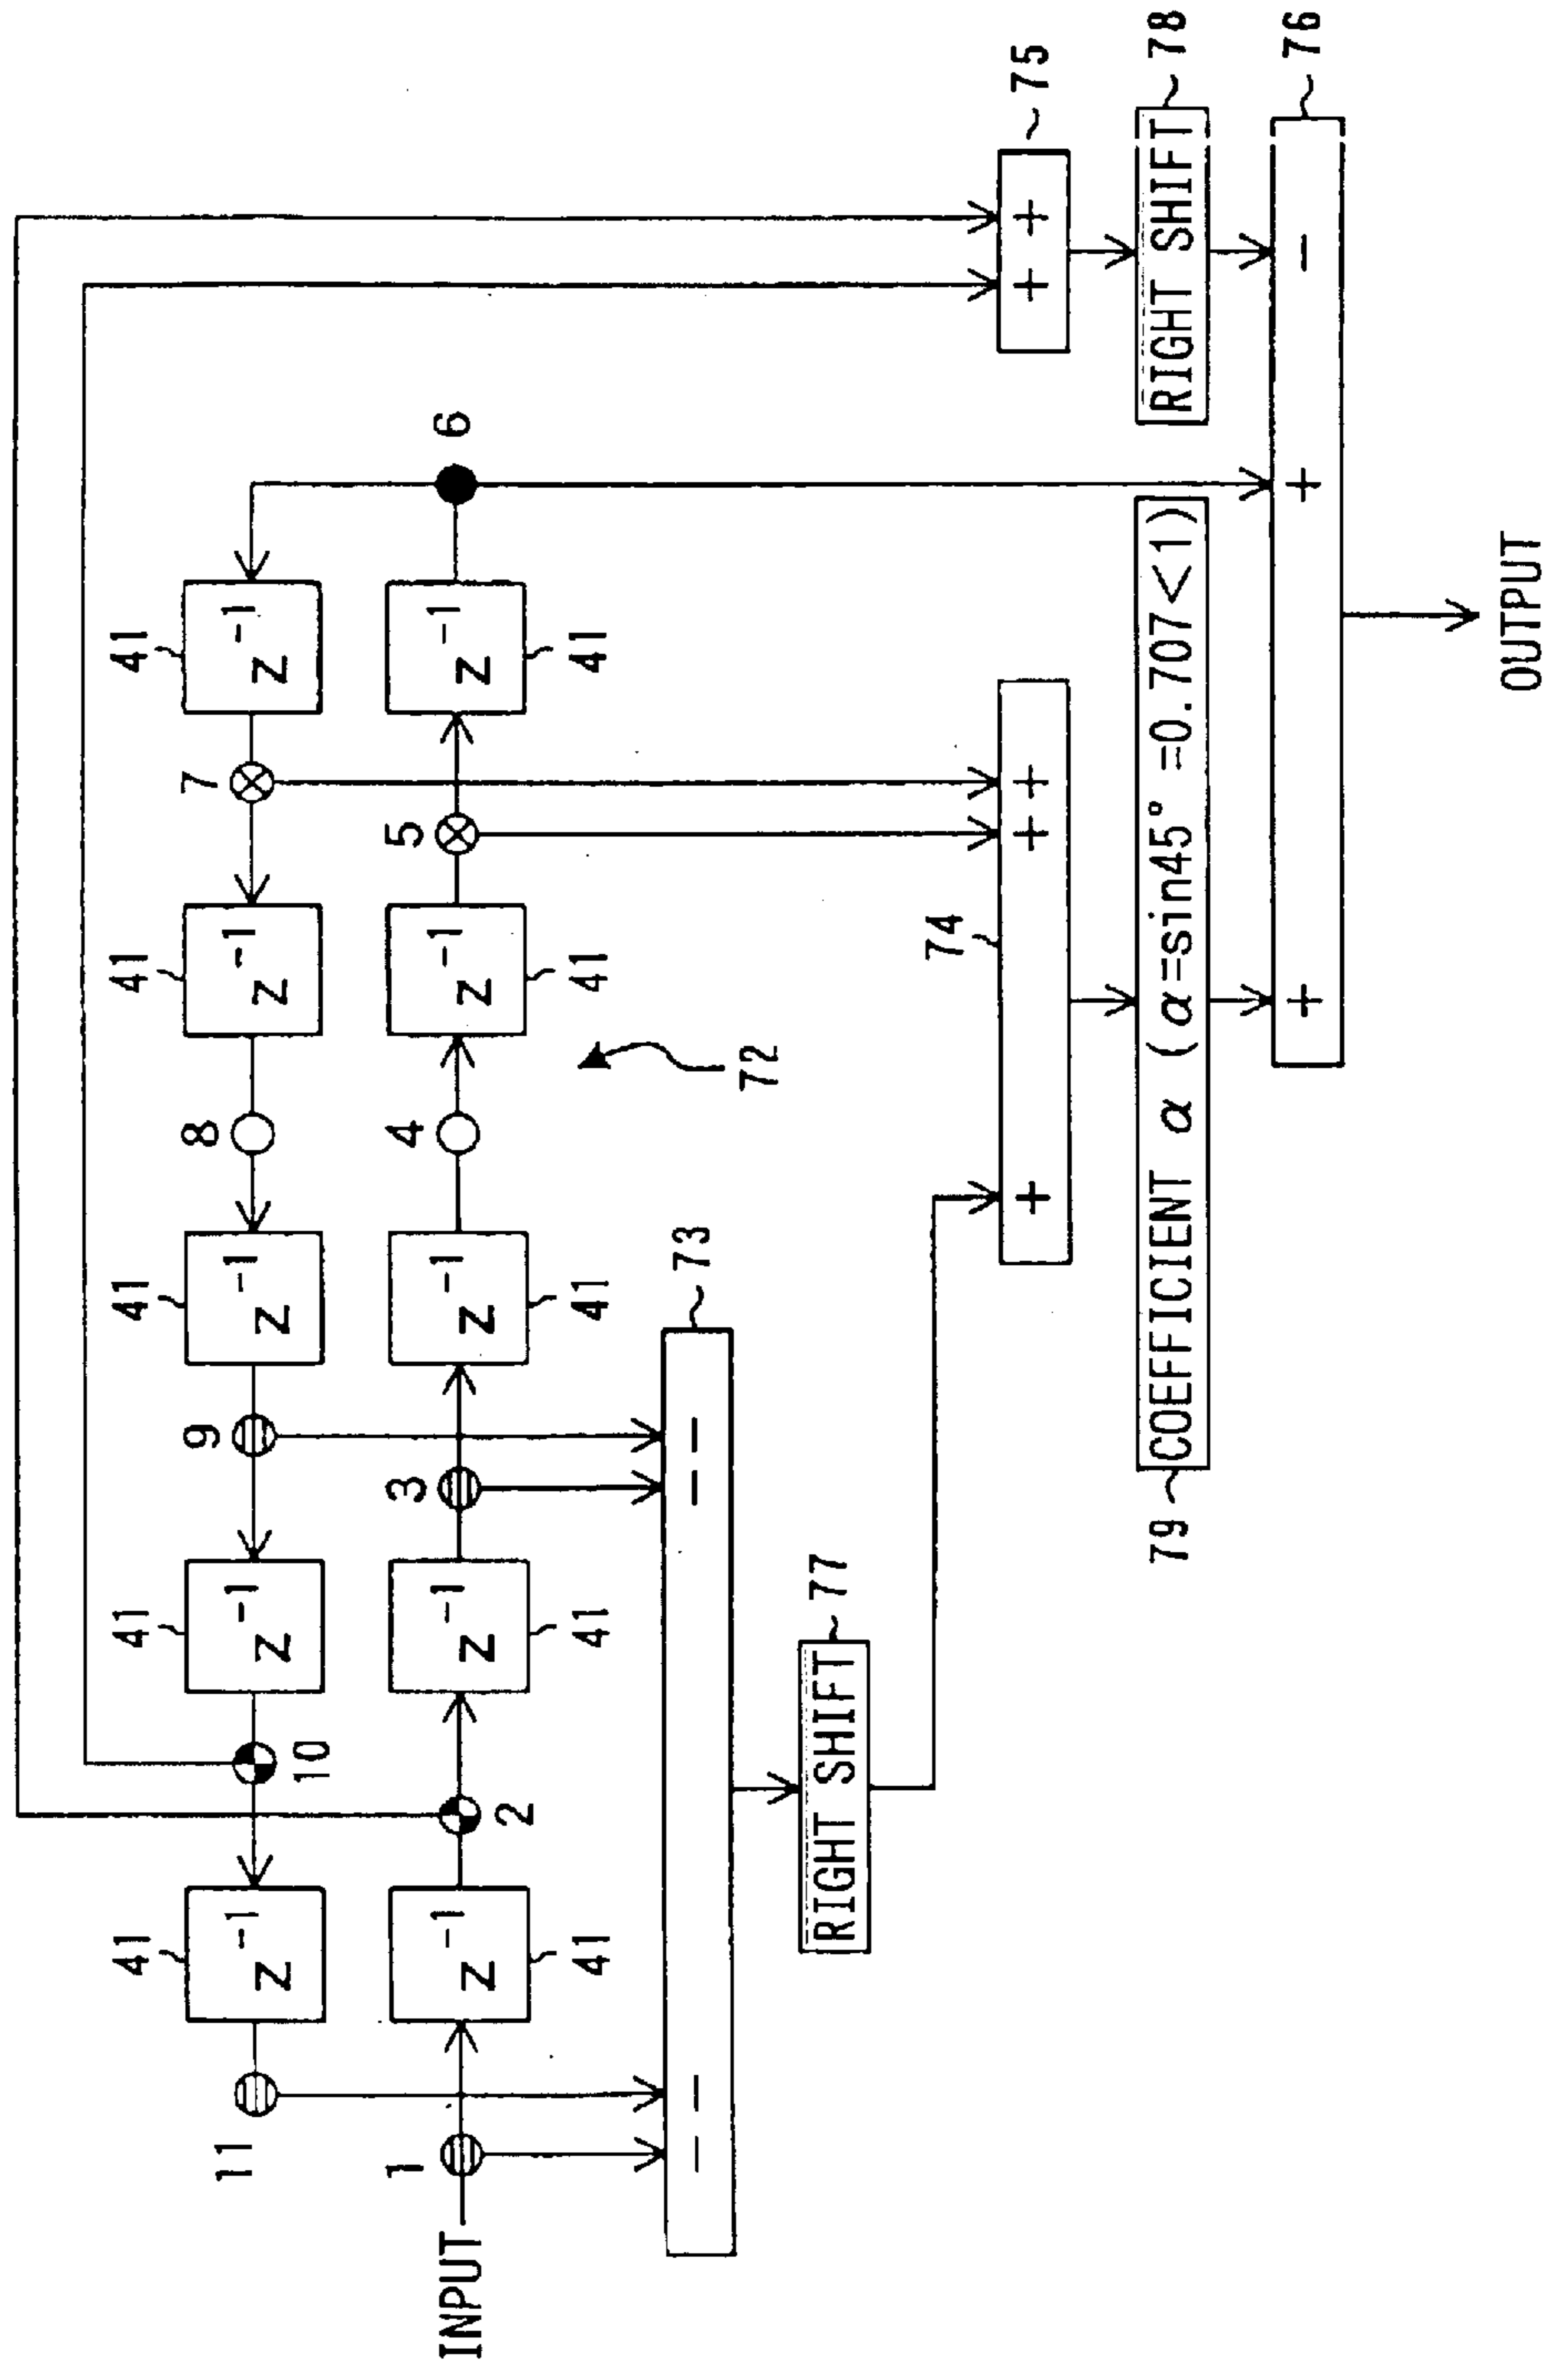 41 41 41 41 41
11 10 9 8 7
z⁻¹ z⁻¹ z⁻¹ z⁻¹ z⁻¹
INPUT 1 2 3 4 5 6
z⁻¹ z⁻¹ z⁻¹ z⁻¹ z⁻¹
41 41 41 41 41
72
− − − − 73
RIGHT SHIFT 77
74
+ + + + + 75
79 COEFFICIENT α (α=sin45° =0.707<1) RIGHT SHIFT 78
+ + − 76
OUTPUT